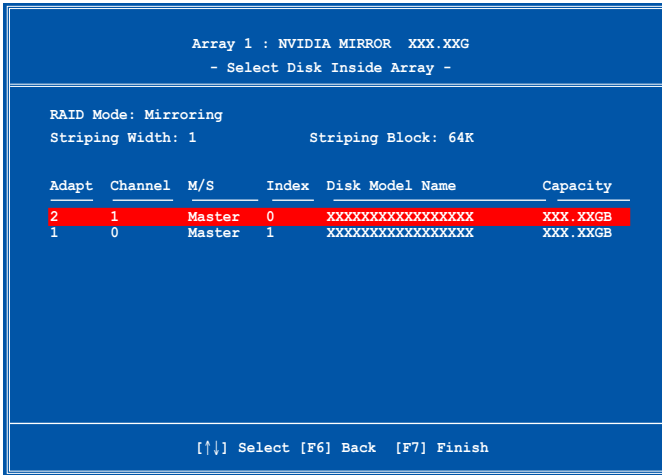 Array 1 : NVIDIA MIRROR XXX.XXG
- Select Disk Inside Array -
RAID Mode: Mirroring
Striping Width: 1 Striping Block: 64K
Adapt Channel M/S Index Disk Model Name Capacity
2 1 Master 0 XXXXXXXXXXXXXXXXX XXX.XXGB
1 0 Master 1 XXXXXXXXXXXXXXXXX XXX.XXGB
[↑↓] Select [F6] Back [F7] Finish